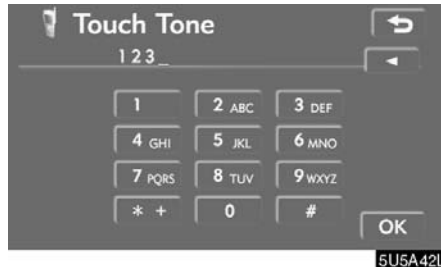 Touch Tone
123_
1 2 ABC 3 DEF
4 GHI 5 JKL 6 MNO
7 PQRS 8 TUV 9 WXYZ
* + 0 #
OK
5U5A42L